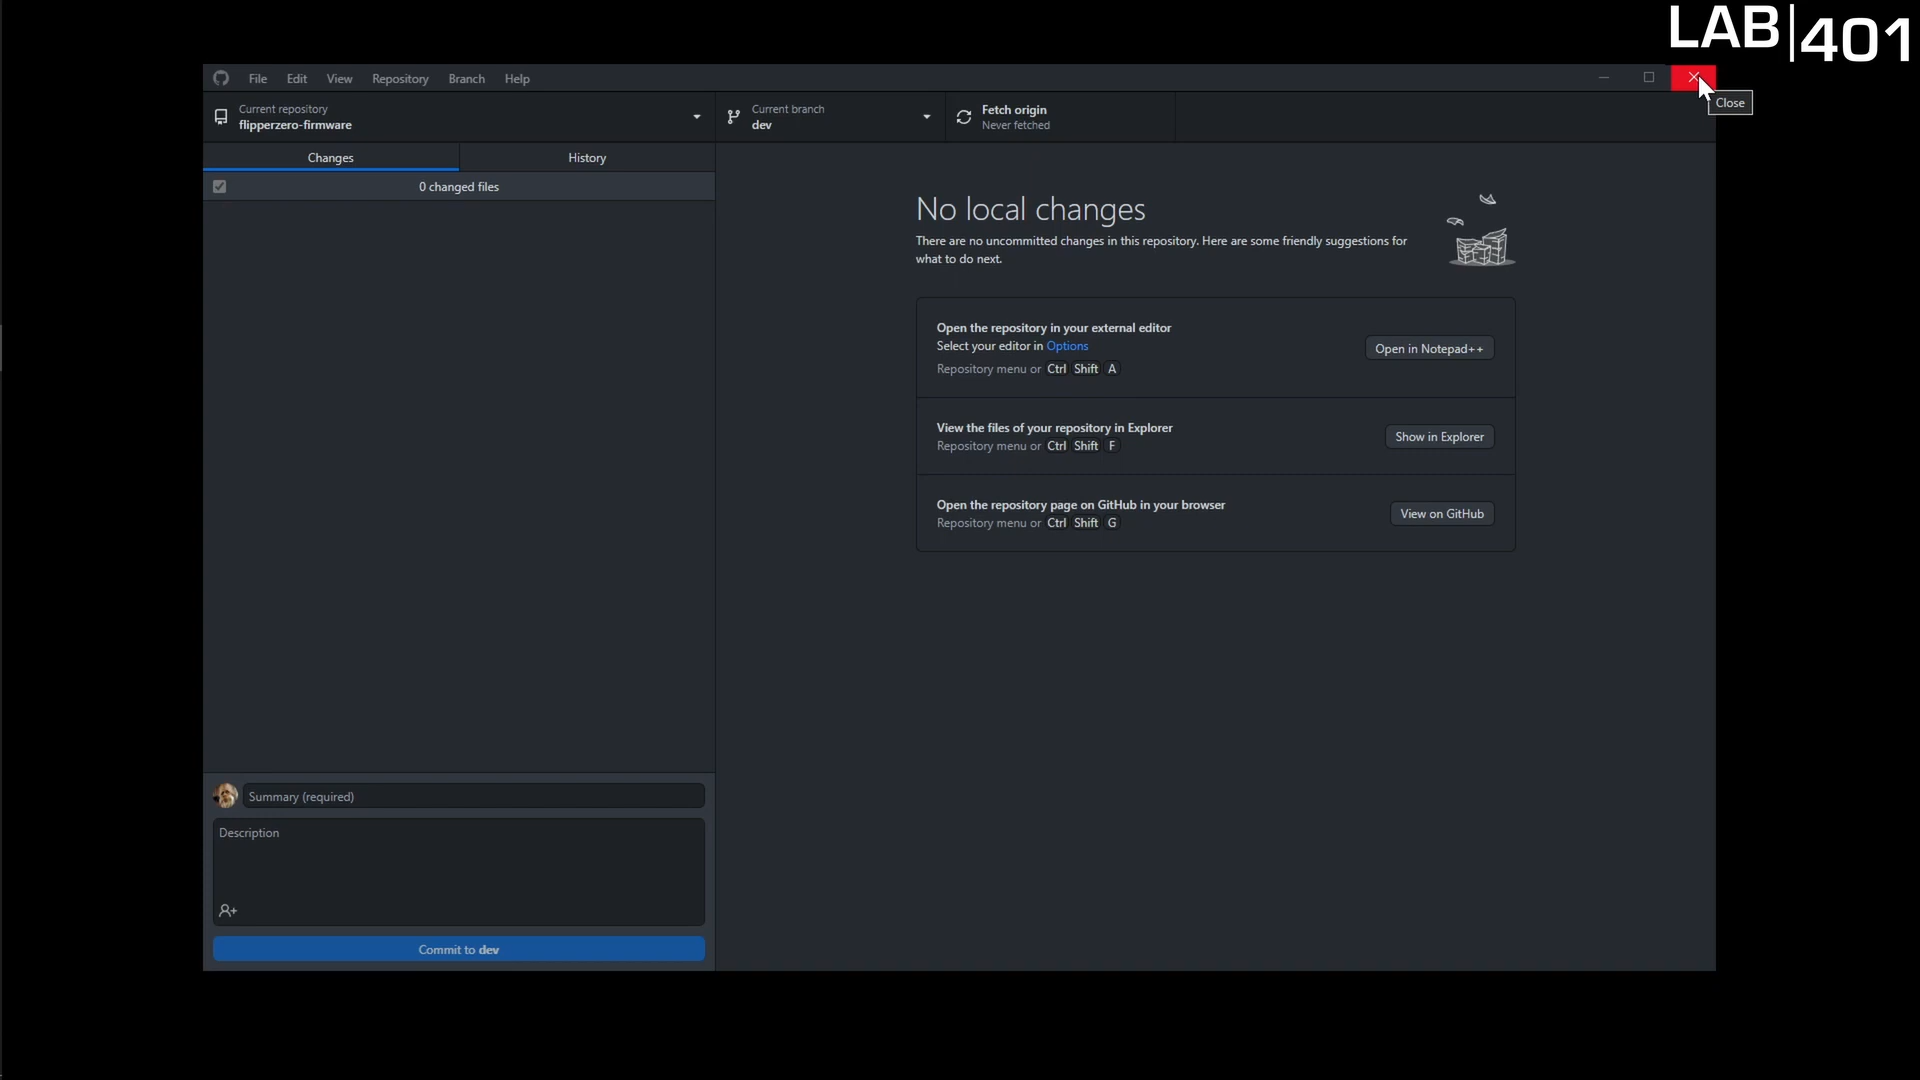 LAB|401
File Edit View Repository Branch Help
Close
Current repository
flipperzero-firmware
Current branch
dev
Fetch origin
Never fetched
Changes History
0 changed files
No local changes
There are no uncommitted changes in this repository. Here are some friendly suggestions for
what to do next.
Open the repository in your external editor
Select your editor in Options
Repository menu or Ctrl Shift A
Open in Notepad++
View the files of your repository in Explorer
Repository menu or Ctrl Shift F
Show in Explorer
Open the repository page on GitHub in your browser
Repository menu or Ctrl Shift G
View on GitHub
Summary (required)
Description
Commit to dev